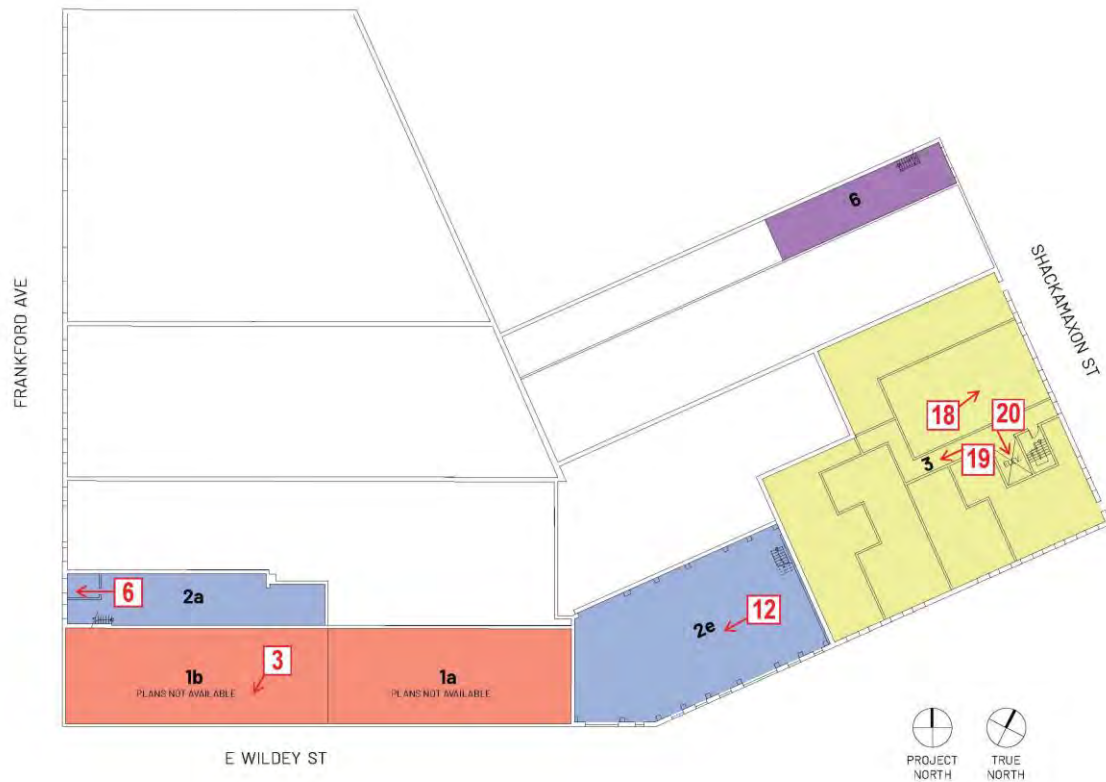 FRANKFORD AVE
SHACKAMAXON ST
6
18
20
3
19
ELEV.
6
2a
2e
12
3
1b
PLANS NOT AVAILABLE
1a
PLANS NOT AVAILABLE
E WILDEY ST
PROJECT
NORTH
TRUE
NORTH